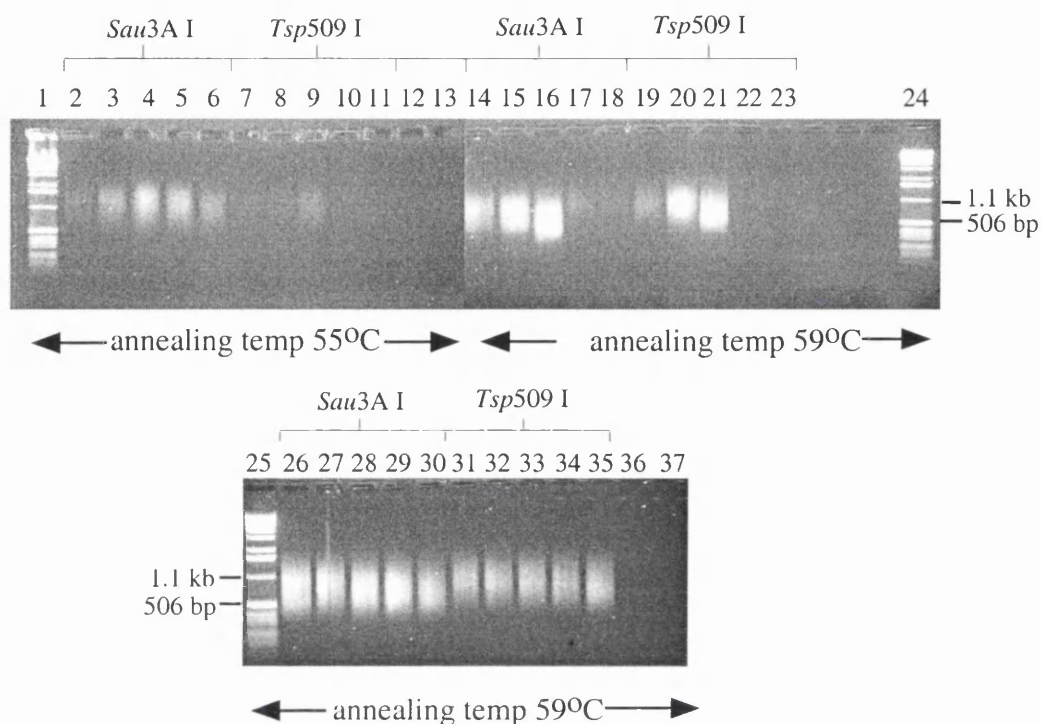 Sau3A I Tsp509 I Sau3A I Tsp509 I
1 2 3 4 5 6 7 8 9 10 11 12 13 14 15 16 17 18 19 20 21 22 23 24
1.1 kb
506 bp
annealing temp 55ºC annealing temp 59ºC
Sau3A I Tsp509 I
25 26 27 28 29 30 31 32 33 34 35 36 37
1.1 kb
506 bp
annealing temp 59ºC